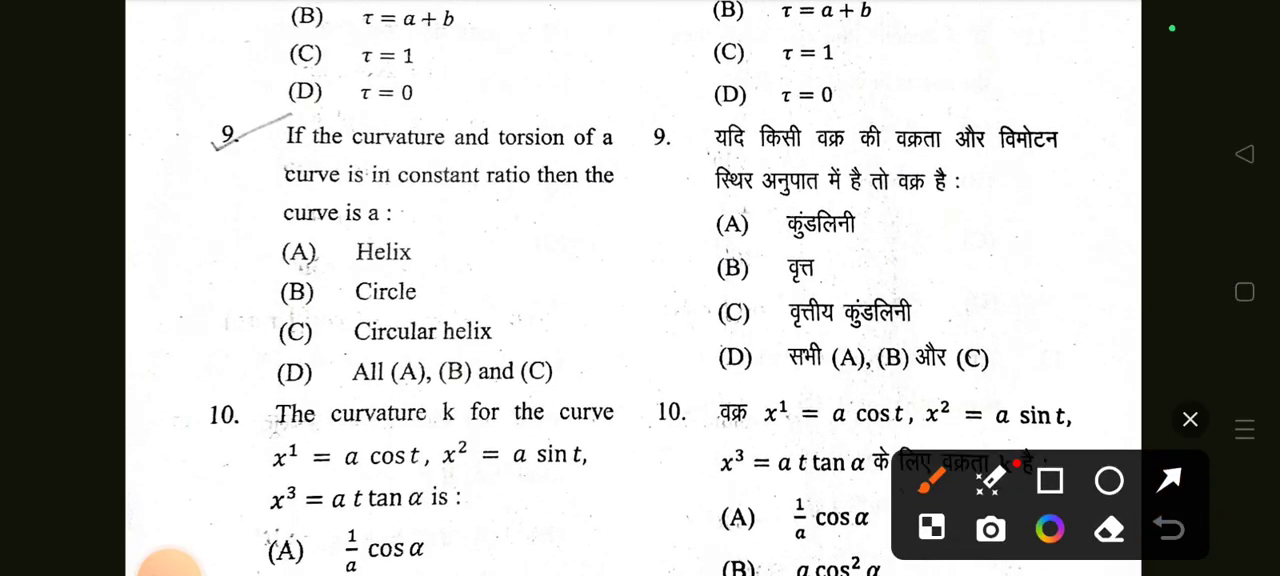 (B) τ = a + b
(C) τ = 1
(D) τ = 0
9. If the curvature and torsion of a
curve is in constant ratio then the
curve is a :
(A) Helix
(B) Circle
(C) Circular helix
(D) All (A), (B) and (C)
10. The curvature k for the curve
x¹ = a cos t, x² = a sin t,
x³ = a t tan α is :
(A) 1/a cos α
(B) τ = a + b
(C) τ = 1
(D) τ = 0
9. यदि किसी वक्र की वक्रता और विमोटन
स्थिर अनुपात में है तो वक्र है :
(A) कुंडलिनी
(B) वृत्त
(C) वृत्तीय कुंडलिनी
(D) सभी (A), (B) और (C)
10. वक्र x¹ = a cos t, x² = a sin t,
x³ = a t tan α के लिए वक्रता k है :
(A) 1/a cos α
(B) a cos² α